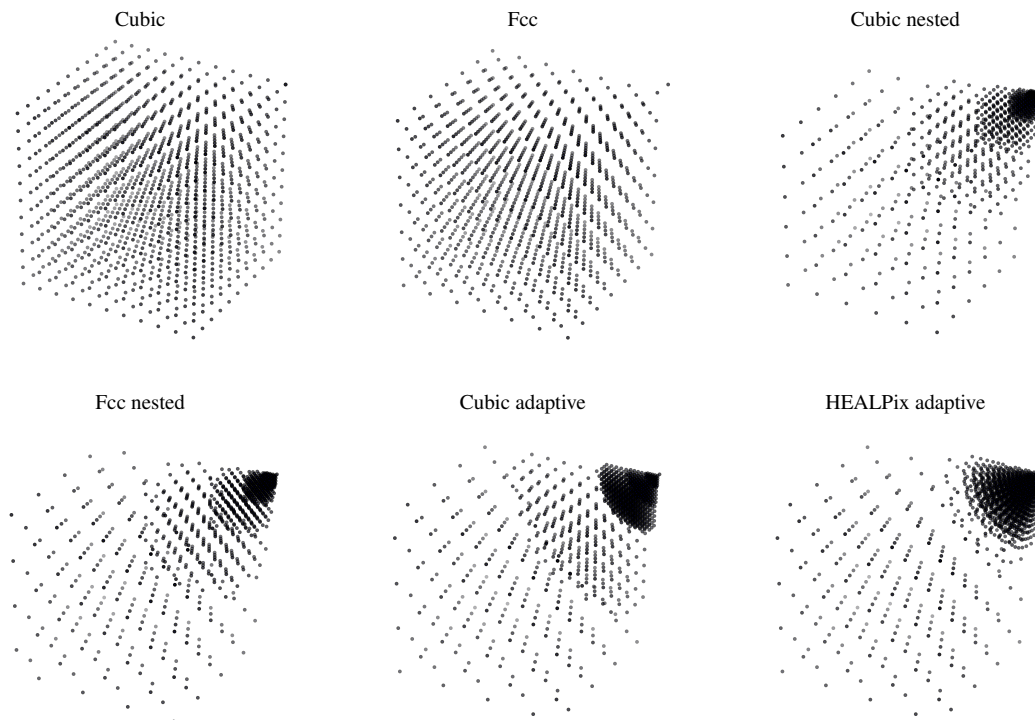 Cubic
Fcc
Cubic nested
Fcc nested
Cubic adaptive
HEALPix adaptive